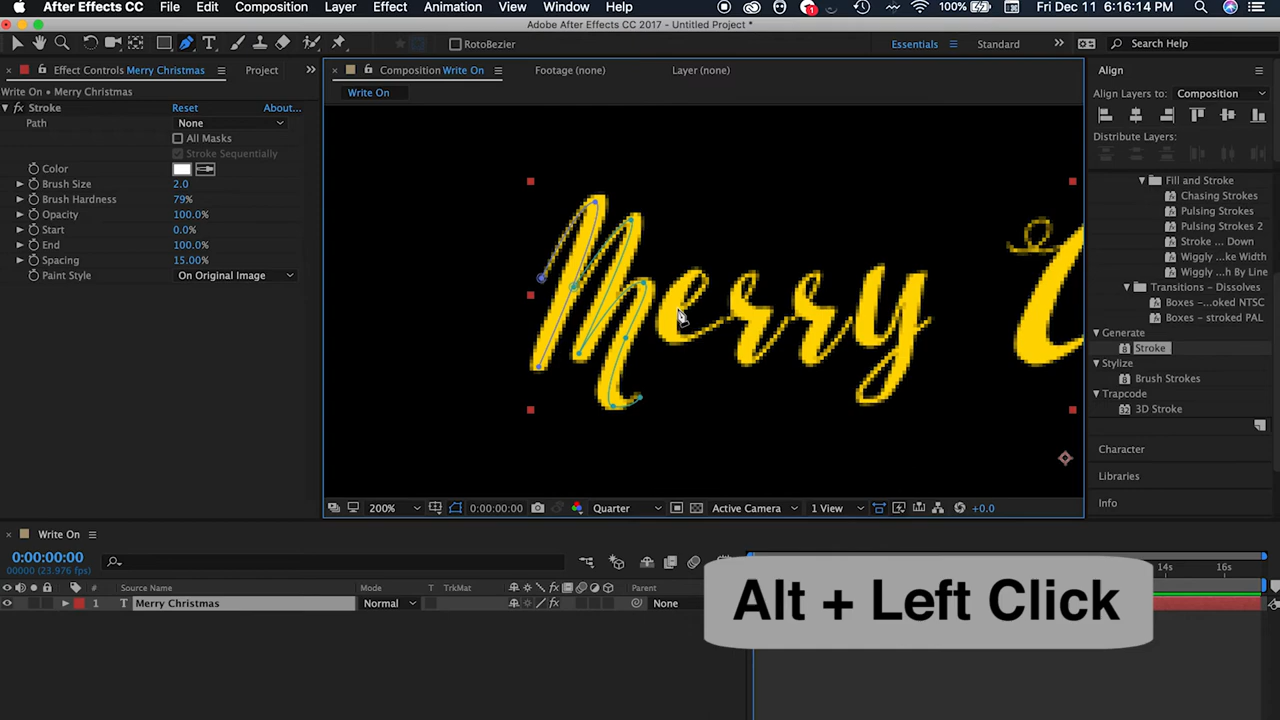 After Effects CC File Edit Composition Layer Effect Animation View Window Help 1 100% Fri Dec 11 6:16:14 PM
Adobe After Effects CC 2017 - Untitled Project *
RotoBezier Essentials Standard Search Help
Effect Controls Merry Christmas Project
Composition Write On Footage (none) Layer (none)
Align
Write On • Merry Christmas
Write On
Align Layers to: Composition
Stroke Reset About...
Path None
All Masks
Stroke Sequentially
Color
Brush Size 2.0
Brush Hardness 79%
Opacity 100.0%
Start 0.0%
End 100.0%
Spacing 15.00%
Paint Style On Original Image
Merry
Distribute Layers:
Fill and Stroke
Chasing Strokes
Pulsing Strokes
Pulsing Strokes 2
Stroke ... Down
Wiggly ...ke Width
Wiggly ...h By Line
Transitions – Dissolves
Boxes – ...oked NTSC
Boxes – stroked PAL
Generate
Stroke
Stylize
Brush Strokes
Trapcode
3D Stroke
Character
Libraries
Info
200% 0:00:00:00 Quarter Active Camera 1 View +0.0
Write On
0:00:00:00
00000 (23.976 fps)
14s 16s
# Source Name Mode T TrkMat Parent
1 T Merry Christmas Normal None
Alt + Left Click